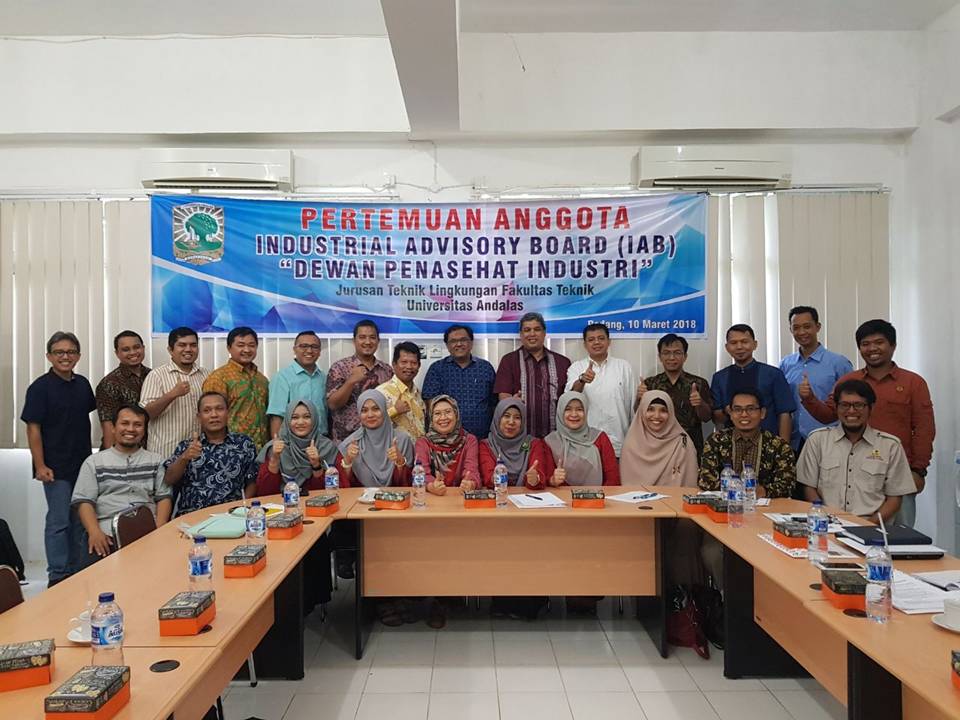 PERTEMUAN ANGGOTA
INDUSTRIAL ADVISORY BOARD (IAB)
"DEWAN PENASEHAT INDUSTRI"
Jurusan Teknik Lingkungan Fakultas Teknik
Universitas Andalas
Padang, 10 Maret 2018